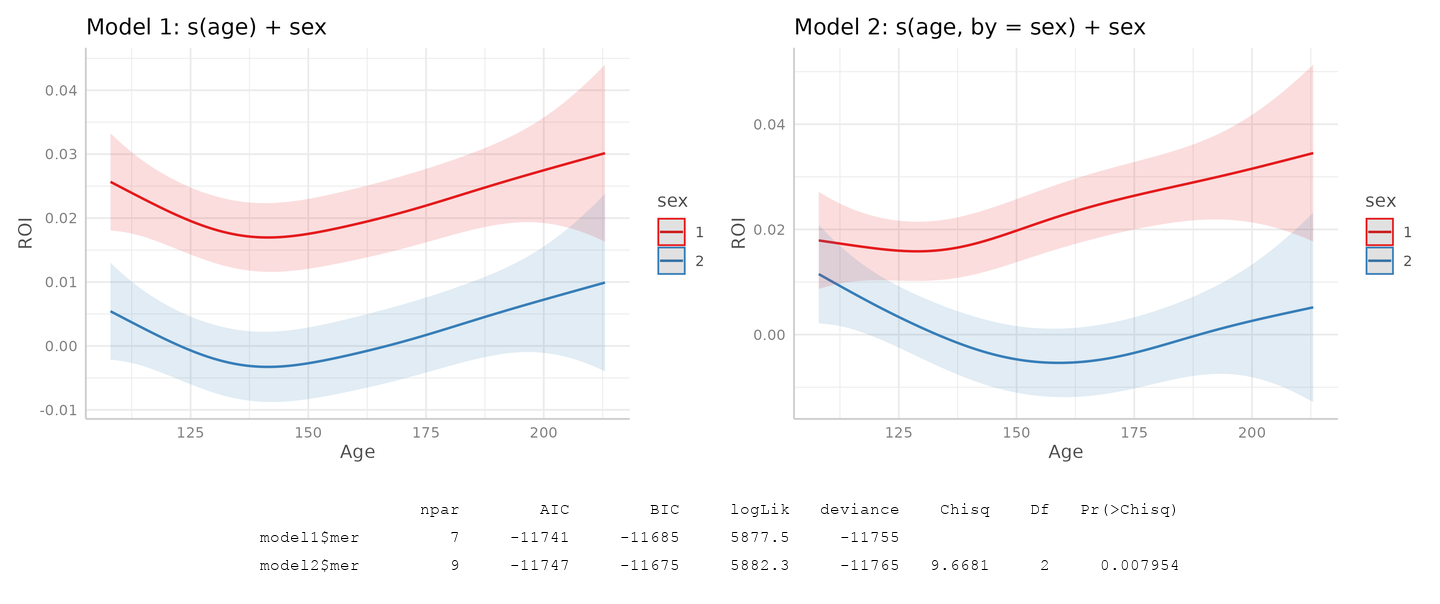 Model 1: s(age) + sex
0.04
0.03
0.02
0.01
0.00
-0.01
ROI
125 150 175 200
Age
sex
1
2
Model 2: s(age, by = sex) + sex
0.04
0.02
0.00
ROI
125 150 175 200
Age
sex
1
2
npar AIC BIC logLik deviance Chisq Df Pr(>Chisq)
model1$mer 7 -11741 -11685 5877.5 -11755
model2$mer 9 -11747 -11675 5882.3 -11765 9.6681 2 0.007954